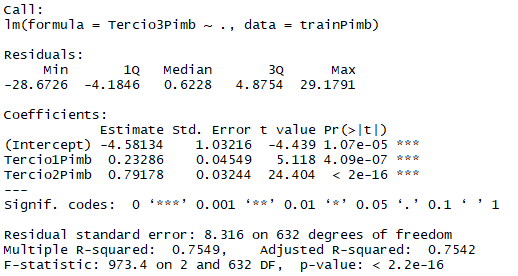 Call:
lm(formula = Tercio3Pimb ~ ., data = trainPimb)
Residuals:
Min 1Q Median 3Q Max
-28.6726 -4.1846 0.6228 4.8754 29.1791
Coefficients:
Estimate Std. Error t value Pr(>|t|)
(Intercept) -4.58134 1.03216 -4.439 1.07e-05 ***
Tercio1Pimb 0.23286 0.04549 5.118 4.09e-07 ***
Tercio2Pimb 0.79178 0.03244 24.404 < 2e-16 ***
---
Signif. codes: 0 ‘***’ 0.001 ‘**’ 0.01 ‘*’ 0.05 ‘.’ 0.1 ‘ ’ 1
Residual standard error: 8.316 on 632 degrees of freedom
Multiple R-squared: 0.7549, Adjusted R-squared: 0.7542
F-statistic: 973.4 on 2 and 632 DF, p-value: < 2.2e-16